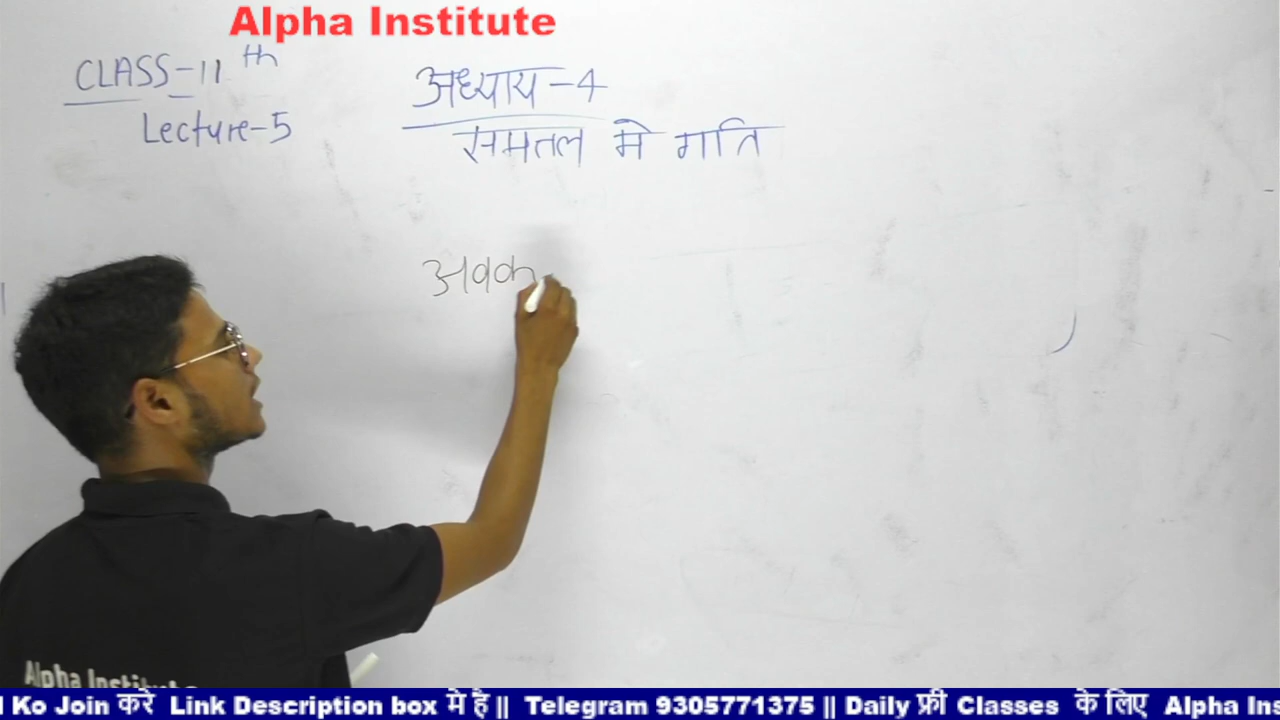 Alpha Institute
CLASS-11th
Lecture-5
अध्याय-4
समतल मे गति
अवक
Alpha Institute
Ko Join करे Link Description box मे है || Telegram 9305771375 || Daily फ्री Classes के लिए Alpha Ins